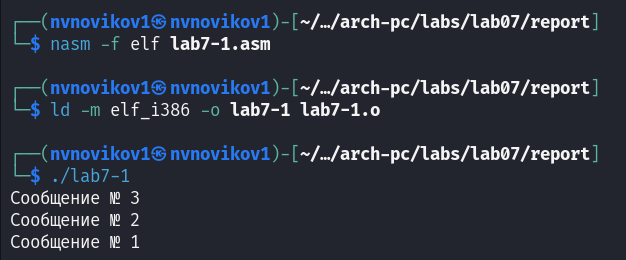 ┌──(nvnovikov1㉿nvnovikov1)-[~/…/arch-pc/labs/lab07/report]
└─$ nasm -f elf lab7-1.asm
┌──(nvnovikov1㉿nvnovikov1)-[~/…/arch-pc/labs/lab07/report]
└─$ ld -m elf_i386 -o lab7-1 lab7-1.o
┌──(nvnovikov1㉿nvnovikov1)-[~/…/arch-pc/labs/lab07/report]
└─$ ./lab7-1
Сообщение № 3
Сообщение № 2
Сообщение № 1